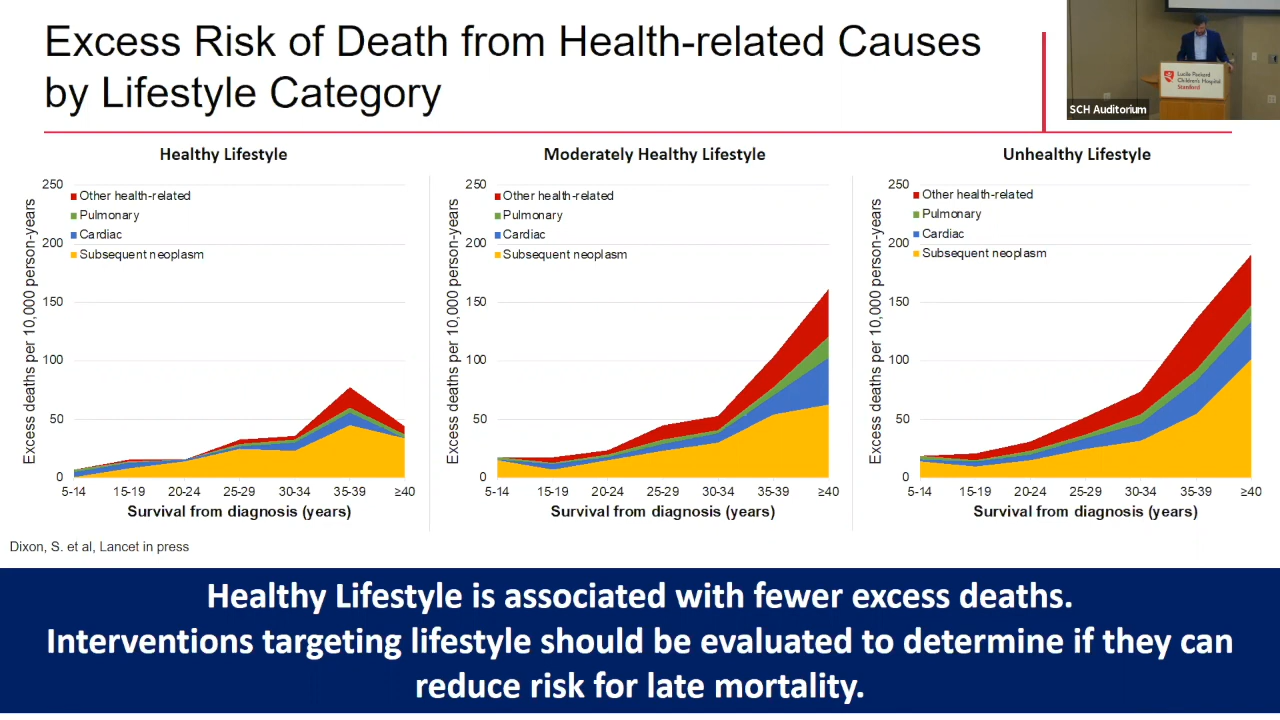 Excess Risk of Death from Health-related Causes
by Lifestyle Category
Lucile Packard
Children's Hospital
Stanford
SCH Auditorium
Healthy Lifestyle
Excess deaths per 10,000 person-years
250
200
150
100
50
0
Other health-related
Pulmonary
Cardiac
Subsequent neoplasm
5-14 15-19 20-24 25-29 30-34 35-39 ≥40
Survival from diagnosis (years)
Moderately Healthy Lifestyle
Excess deaths per 10,000 person-years
250
200
150
100
50
0
Other health-related
Pulmonary
Cardiac
Subsequent neoplasm
5-14 15-19 20-24 25-29 30-34 35-39 ≥40
Survival from diagnosis (years)
Unhealthy Lifestyle
Excess deaths per 10,000 person-years
250
200
150
100
50
0
Other health-related
Pulmonary
Cardiac
Subsequent neoplasm
5-14 15-19 20-24 25-29 30-34 35-39 ≥40
Survival from diagnosis (years)
Dixon, S. et al, Lancet in press
Healthy Lifestyle is associated with fewer excess deaths.
Interventions targeting lifestyle should be evaluated to determine if they can
reduce risk for late mortality.